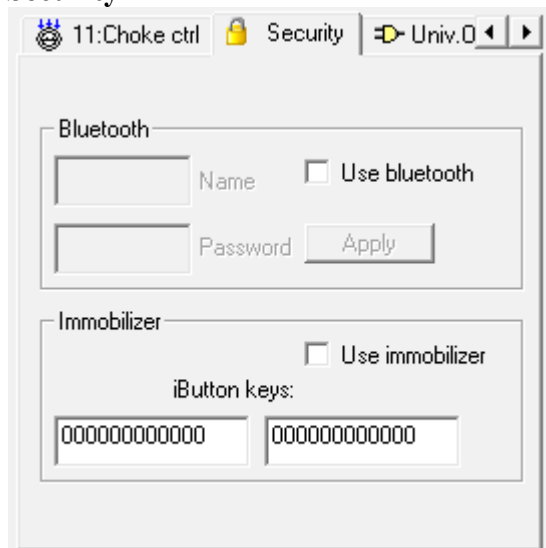 11:Choke ctrl Security Univ.O
Bluetooth
Name Use bluetooth
Password Apply
Immobilizer
Use immobilizer
iButton keys:
000000000000 000000000000